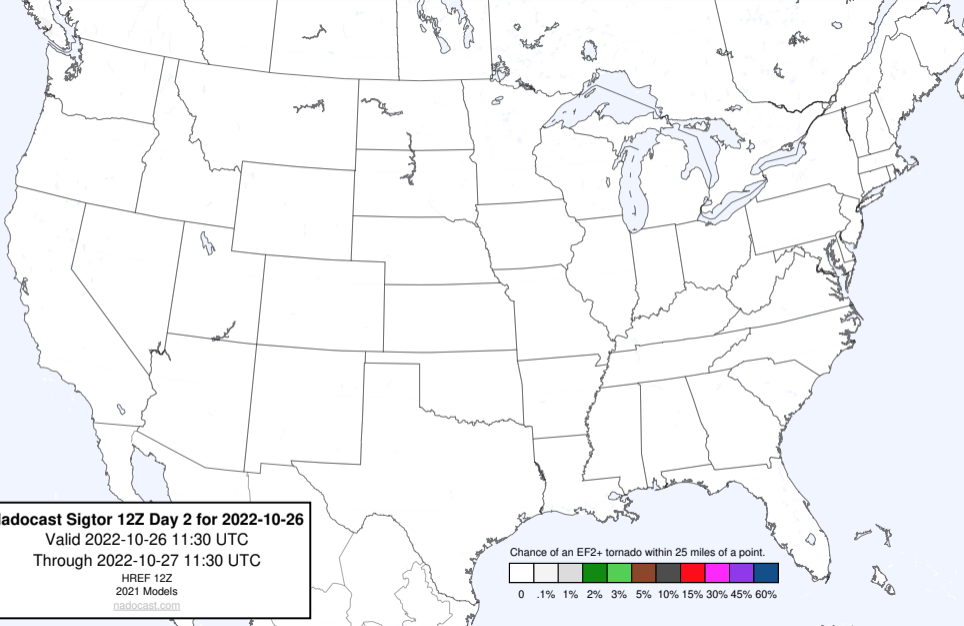 adocast Sigtor 12Z Day 2 for 2022-10-26
Valid 2022-10-26 11:30 UTC
Through 2022-10-27 11:30 UTC
HREF 12Z
2021 Models
nadocast.com
Chance of an EF2+ tornado within 25 miles of a point.
0 .1% 1% 2% 3% 5% 10% 15% 30% 45% 60%